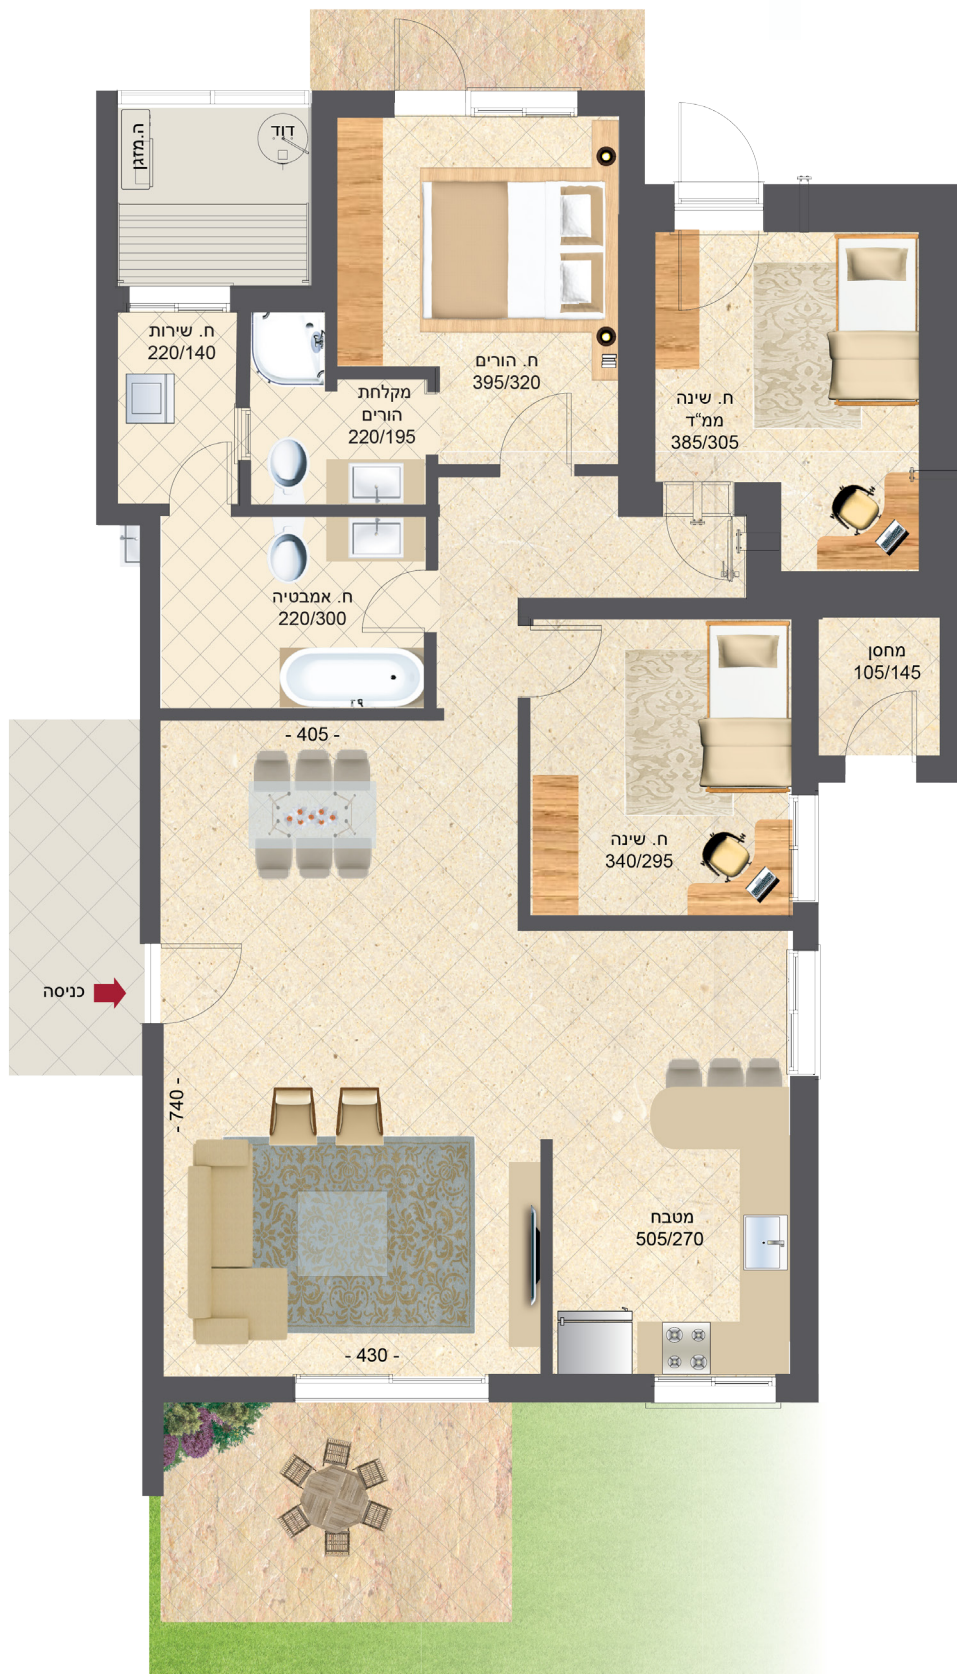 ה.מזגן
דוד
ח. שירות
220/140
מקלחת
הורים
220/195
ח. הורים
395/320
ח. שינה
ממ"ד
385/305
ח. אמבטיה
220/300
מחסן
105/145
- 405 -
ח. שינה
340/295
כניסה
- 740 -
מטבח
505/270
- 430 -